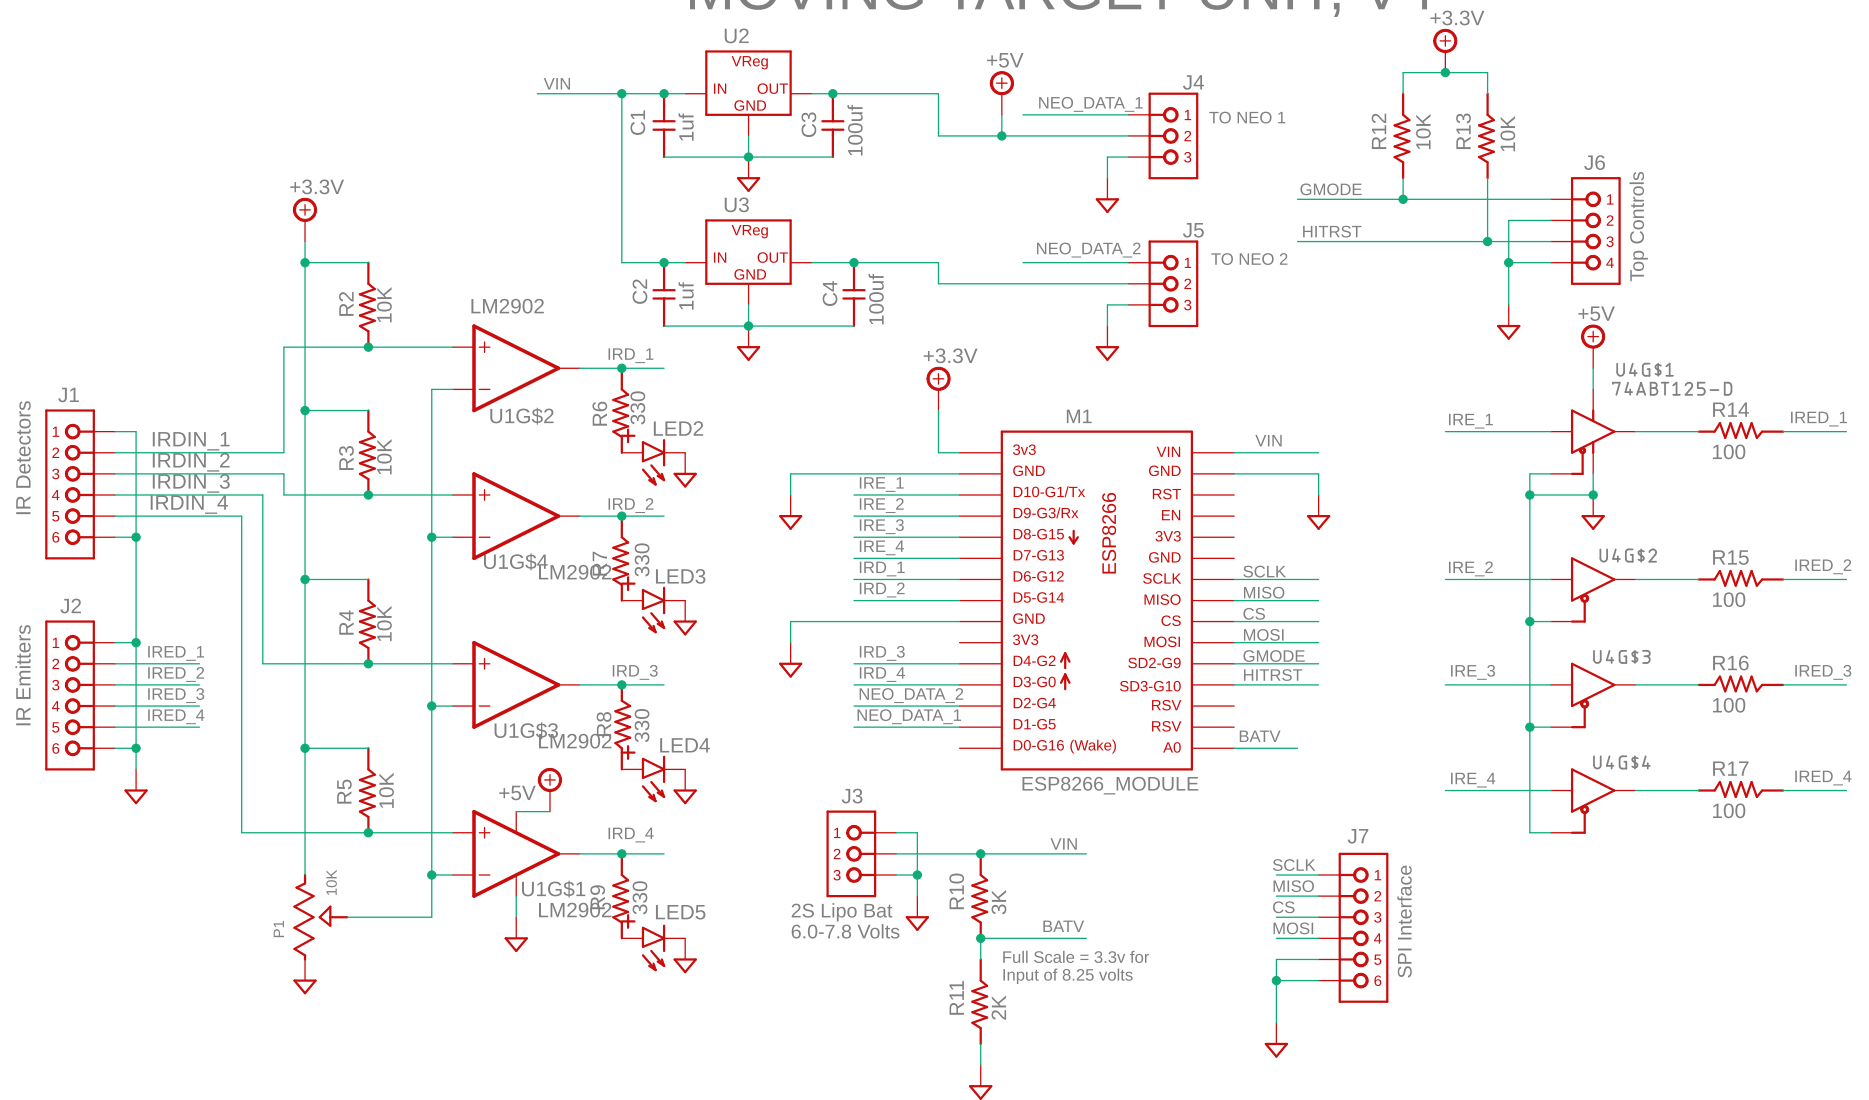 MOVING TARGET UNIT, V1
U2
VReg
IN
OUT
GND
VIN
C1
1uf
C3
100uf
+5V
NEO_DATA_1
J4
1
2
3
TO NEO 1
U3
VReg
IN
OUT
GND
C2
1uf
C4
100uf
NEO_DATA_2
J5
1
2
3
TO NEO 2
+3.3V
R12
10K
R13
10K
GMODE
HITRST
J6
1
2
3
4
Top Controls
+3.3V
R2
10K
R3
10K
R4
10K
R5
10K
P1
10K
J1
IR Detectors
1
2
3
4
5
6
IRDIN_1
IRDIN_2
IRDIN_3
IRDIN_4
J2
IR Emitters
1
2
3
4
5
6
IRED_1
IRED_2
IRED_3
IRED_4
LM2902
U1G$2
IRD_1
R6
330
LED2
U1G$4
LM2902
IRD_2
R7
330
LED3
U1G$3
LM2902
IRD_3
R8
330
LED4
+5V
U1G$1
LM2902
IRD_4
R9
330
LED5
+3.3V
M1
ESP8266
3v3
GND
D10-G1/Tx
D9-G3/Rx
D8-G15
D7-G13
D6-G12
D5-G14
GND
3V3
D4-G2
D3-G0
D2-G4
D1-G5
D0-G16 (Wake)
VIN
GND
RST
EN
3V3
GND
SCLK
MISO
CS
MOSI
SD2-G9
SD3-G10
RSV
RSV
A0
ESP8266_MODULE
IRE_1
IRE_2
IRE_3
IRE_4
IRD_1
IRD_2
IRD_3
IRD_4
NEO_DATA_2
NEO_DATA_1
VIN
SCLK
MISO
CS
MOSI
GMODE
HITRST
BATV
J3
1
2
3
2S Lipo Bat
6.0-7.8 Volts
VIN
R10
3K
BATV
Full Scale = 3.3v for
Input of 8.25 volts
R11
2K
+5V
U4G$1
74ABT125-D
IRE_1
R14
100
IRED_1
U4G$2
IRE_2
R15
100
IRED_2
U4G$3
IRE_3
R16
100
IRED_3
U4G$4
IRE_4
R17
100
IRED_4
J7
SCLK
MISO
CS
MOSI
1
2
3
4
5
6
SPI Interface